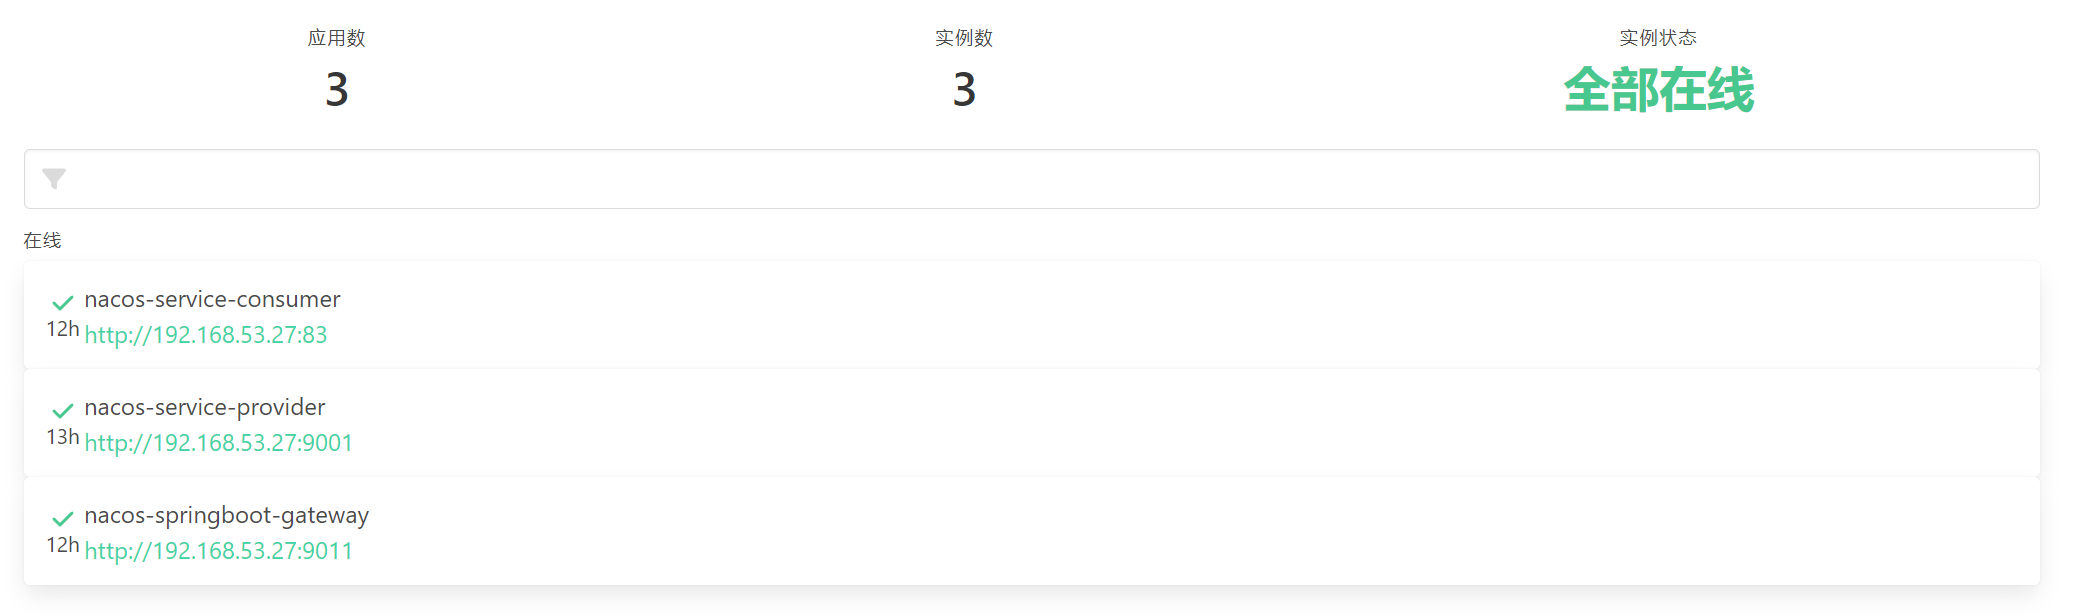 应用数
3
实例数
3
实例状态
全部在线
在线
nacos-service-consumer
12h http://192.168.53.27:83
nacos-service-provider
13h http://192.168.53.27:9001
nacos-springboot-gateway
12h http://192.168.53.27:9011